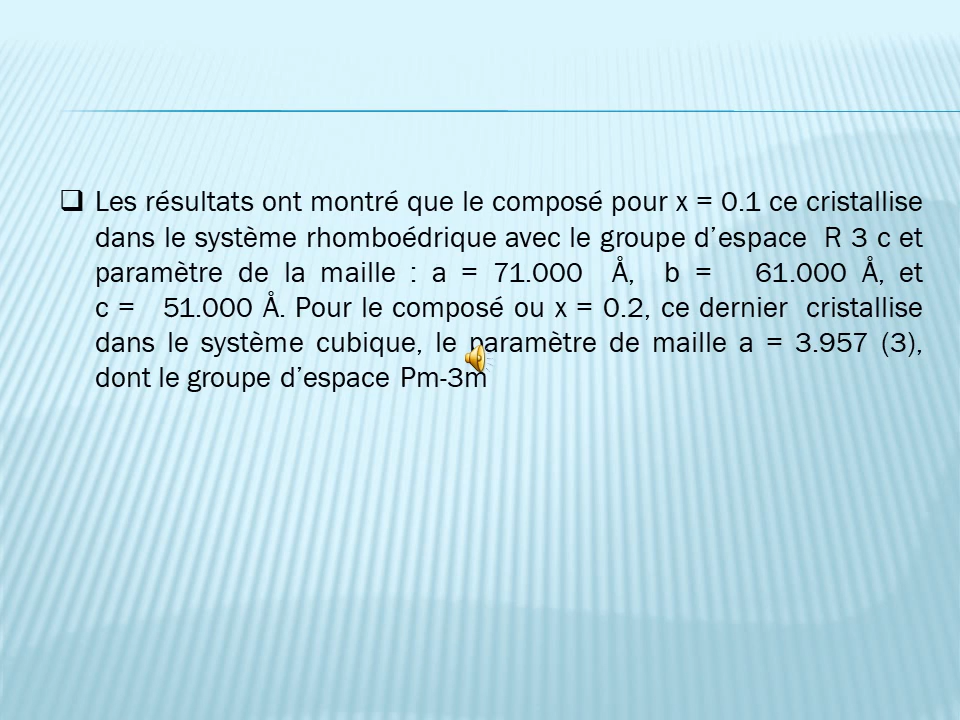 Les résultats ont montré que le composé pour x = 0.1 ce cristallise
dans le système rhomboédrique avec le groupe d’espace R 3 c et
paramètre de la maille : a = 71.000 Å, b = 61.000 Å, et
c = 51.000 Å. Pour le composé ou x = 0.2, ce dernier cristallise
dans le système cubique, le paramètre de maille a = 3.957 (3),
dont le groupe d’espace Pm-3m